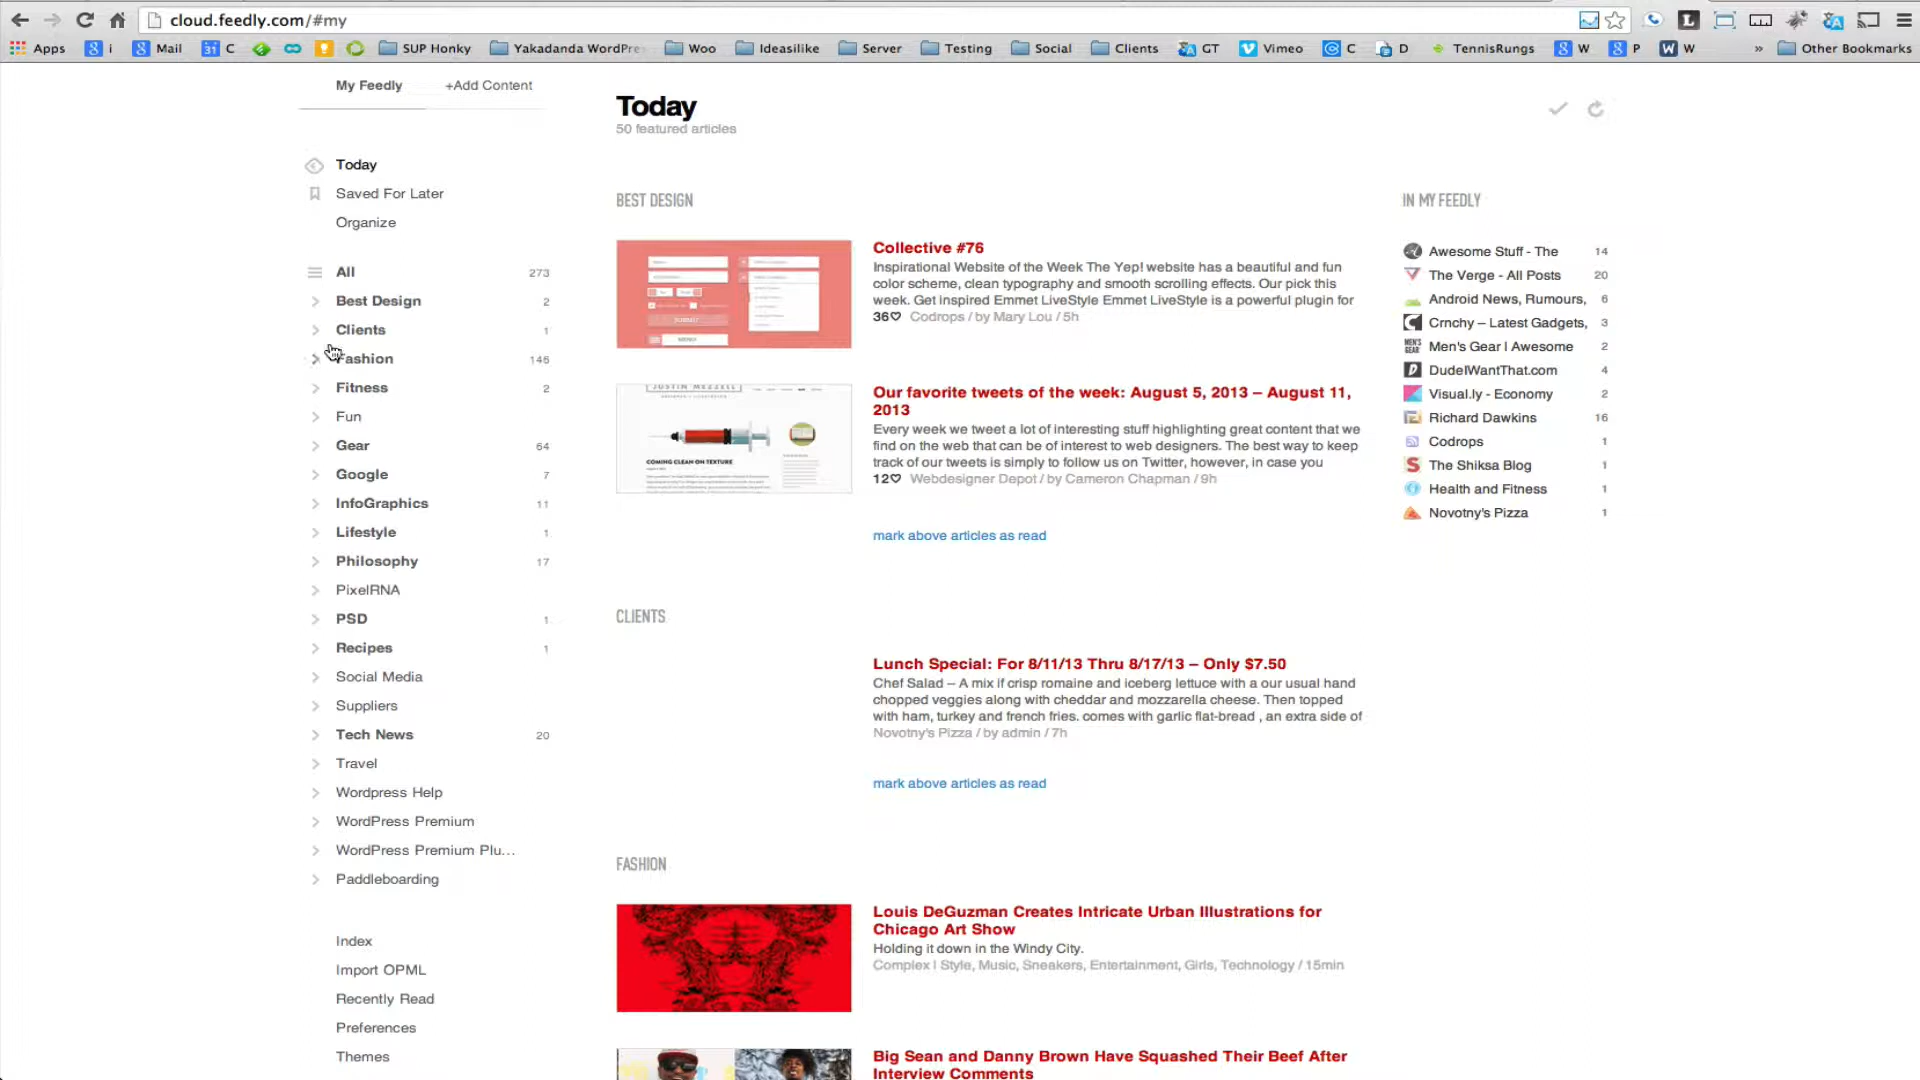 cloud.feedly.com/#my
Apps
i
Mail
C
SUP Honky
Yakadanda WordPre
Woo
Ideasilike
Server
Testing
Social
Clients
GT
Vimeo
C
D
TennisRungs
W
P
W
»
Other Bookmarks
My Feedly
+Add Content
Today
Saved For Later
Organize
All 273
Best Design 2
Clients 1
Fashion 146
Fitness 2
Fun
Gear 64
Google 7
InfoGraphics 11
Lifestyle 1
Philosophy 17
PixelRNA
PSD 1
Recipes 1
Social Media
Suppliers
Tech News 20
Travel
Wordpress Help
WordPress Premium
WordPress Premium Plu...
Paddleboarding
Index
Import OPML
Recently Read
Preferences
Themes
Today
50 featured articles
BEST DESIGN
Collective #76
Inspirational Website of the Week The Yep! website has a beautiful and fun
color scheme, clean typography and smooth scrolling effects. Our pick this
week. Get inspired Emmet LiveStyle Emmet LiveStyle is a powerful plugin for
36 Codrops / by Mary Lou / 5h
JUSTIN MEZZELL
COMING CLEAN ON TEXTURE
Our favorite tweets of the week: August 5, 2013 – August 11,
2013
Every week we tweet a lot of interesting stuff highlighting great content that we
find on the web that can be of interest to web designers. The best way to keep
track of our tweets is simply to follow us on Twitter, however, in case you
12 Webdesigner Depot / by Cameron Chapman / 9h
mark above articles as read
CLIENTS
Lunch Special: For 8/11/13 Thru 8/17/13 – Only $7.50
Chef Salad – A mix if crisp romaine and iceberg lettuce with a our usual hand
chopped veggies along with cheddar and mozzarella cheese. Then topped
with ham, turkey and french fries. comes with garlic flat-bread , an extra side of
Novotny's Pizza / by admin / 7h
mark above articles as read
FASHION
Louis DeGuzman Creates Intricate Urban Illustrations for
Chicago Art Show
Holding it down in the Windy City.
Complex | Style, Music, Sneakers, Entertainment, Girls, Technology / 15min
Big Sean and Danny Brown Have Squashed Their Beef After
Interview Comments
IN MY FEEDLY
Awesome Stuff - The 14
The Verge - All Posts 20
Android News, Rumours, 6
Crnchy – Latest Gadgets, 3
MEN'S GEAR Men's Gear | Awesome 2
DudeIWantThat.com 4
Visual.ly - Economy 2
Richard Dawkins 16
Codrops 1
The Shiksa Blog 1
Health and Fitness 1
Novotny's Pizza 1